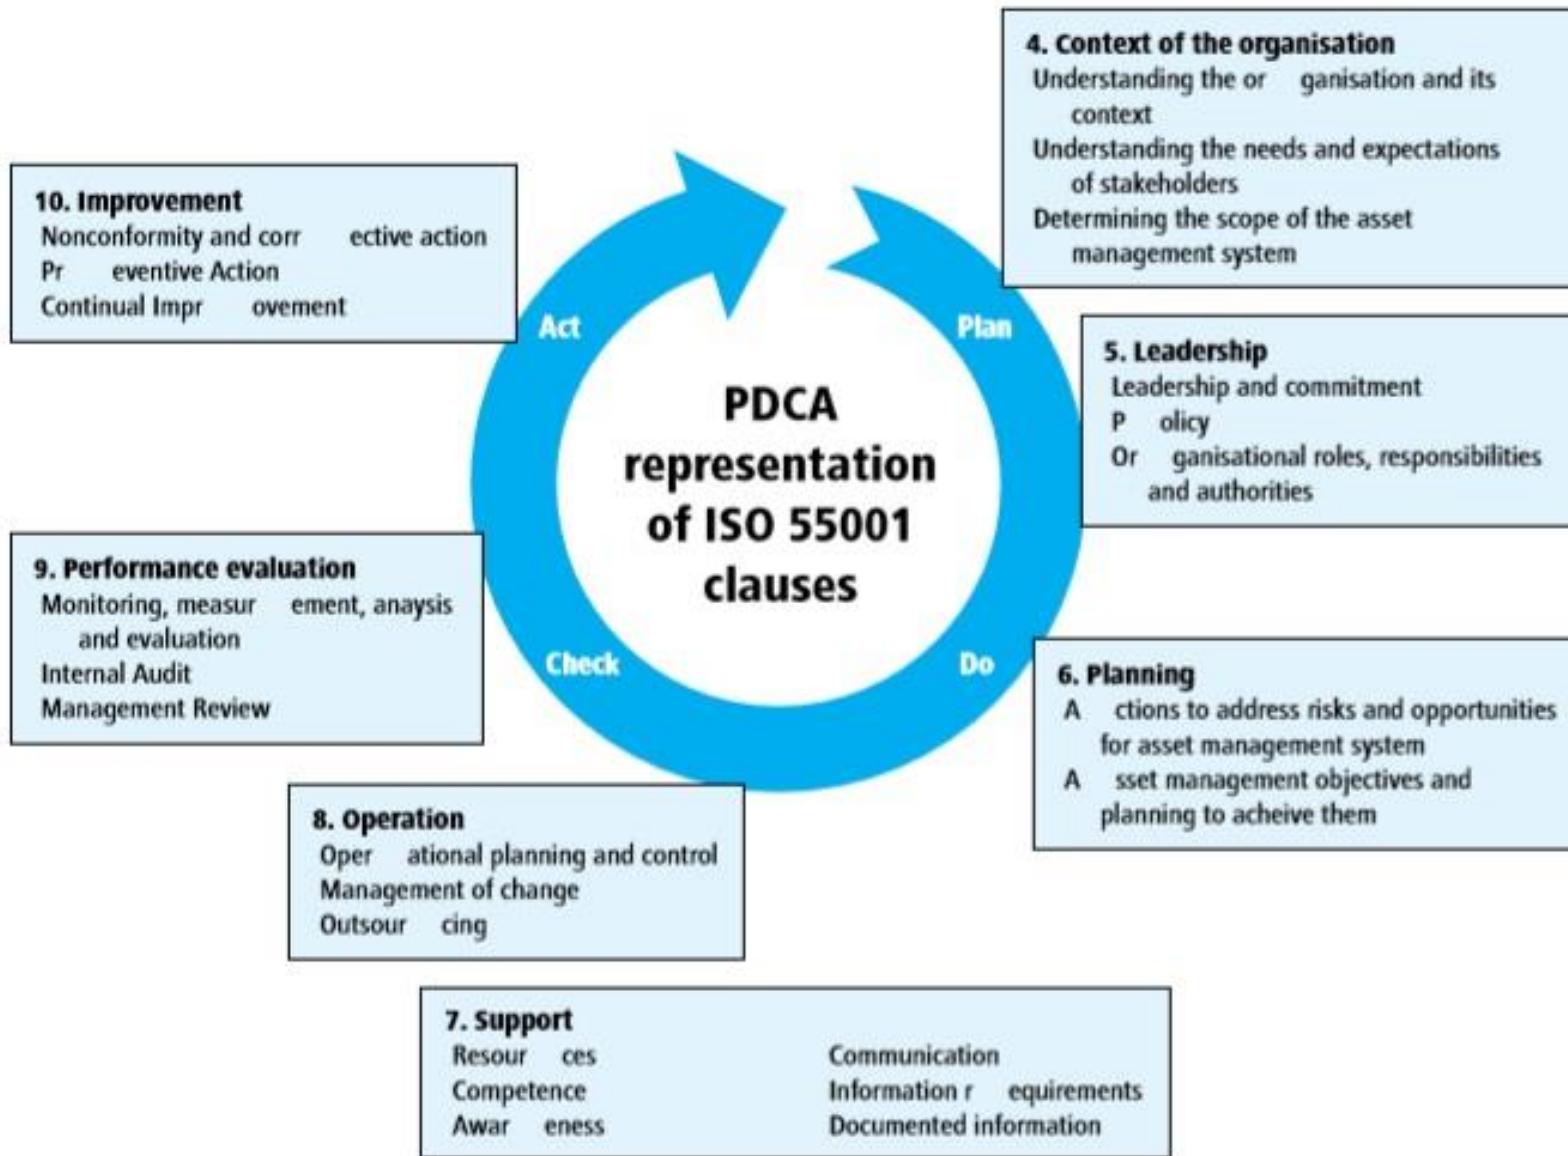 4. Context of the organisation
Understanding the or ganisation and its
context
Understanding the needs and expectations
of stakeholders
Determining the scope of the asset
management system
10. Improvement
Nonconformity and corr ective action
Pr eventive Action
Continual Impr ovement
Act
Plan
5. Leadership
Leadership and commitment
P olicy
Or ganisational roles, responsibilities
and authorities
PDCA
representation
of ISO 55001
clauses
9. Performance evaluation
Monitoring, measur ement, anaysis
and evaluation
Internal Audit
Management Review
Check
Do
6. Planning
A ctions to address risks and opportunities
for asset management system
A sset management objectives and
planning to acheive them
8. Operation
Oper ational planning and control
Management of change
Outsour cing
7. Support
Resour ces
Competence
Awar eness
Communication
Information r equirements
Documented information